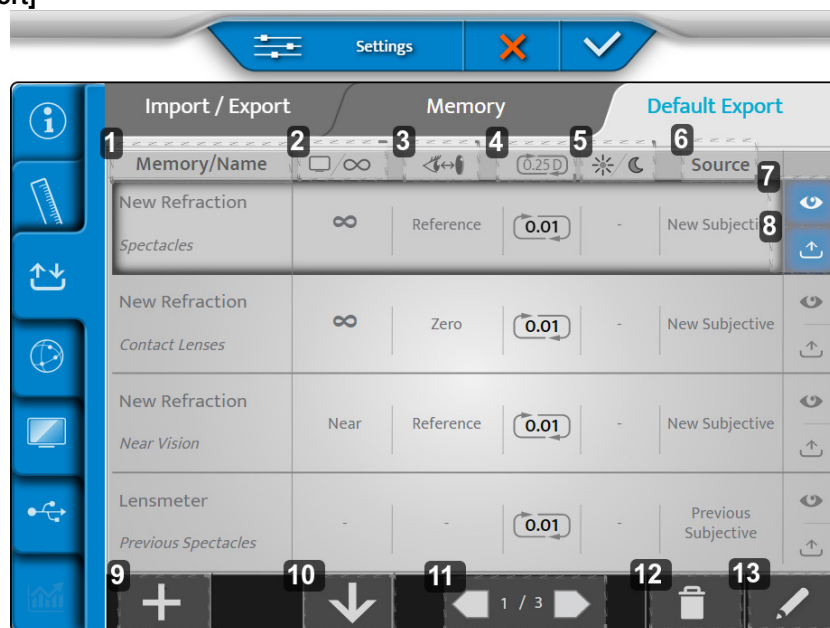 ort]
Settings
Import / Export
Memory
Default Export
1
2
3
4
5
6
Memory/Name
/∞
0.25 D
/
Source
7
New Refraction
Spectacles
∞
Reference
0.01
-
New Subjecti
8
New Refraction
Contact Lenses
∞
Zero
0.01
-
New Subjective
New Refraction
Near Vision
Near
Reference
0.01
-
New Subjective
Lensmeter
Previous Spectacles
-
-
0.01
-
Previous
Subjective
9
10
11
12
13
1 / 3